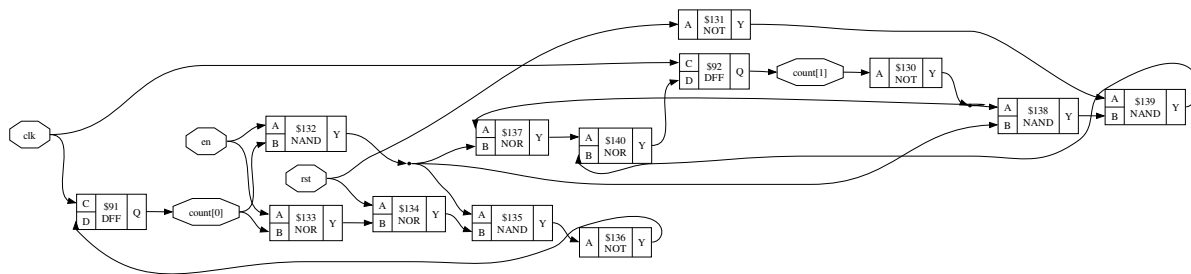 A $131 NOT Y
C D $92 DFF Q
count[1]
A $130 NOT Y
A B $139 NAND Y
A B $138 NAND Y
A B $132 NAND Y
A B $137 NOR Y
A B $140 NOR Y
clk
en
rst
C D $91 DFF Q
count[0]
A B $133 NOR Y
A B $134 NOR Y
A B $135 NAND Y
A $136 NOT Y